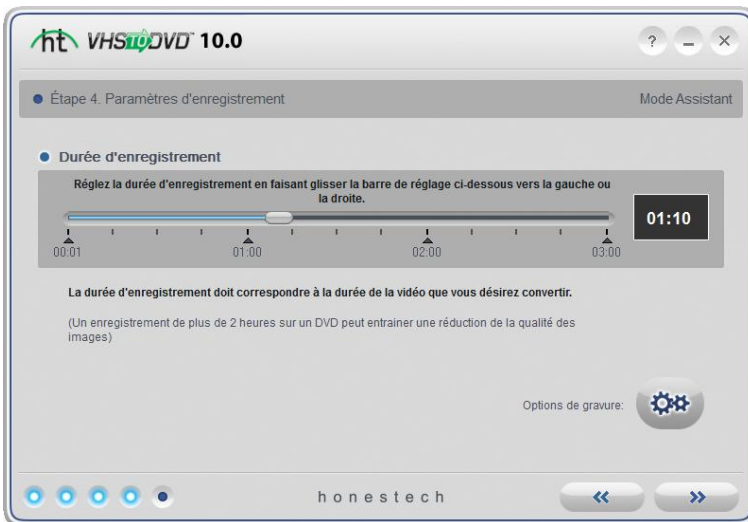 ht VHSTODVD™ 10.0
?
Étape 4. Paramètres d'enregistrement
Mode Assistant
Durée d'enregistrement
Réglez la durée d'enregistrement en faisant glisser la barre de réglage ci-dessous vers la gauche ou
la droite.
01:10
00:01 01:00 02:00 03:00
La durée d'enregistrement doit correspondre à la durée de la vidéo que vous désirez convertir.
(Un enregistrement de plus de 2 heures sur un DVD peut entrainer une réduction de la qualité des
images)
Options de gravure:
honestech